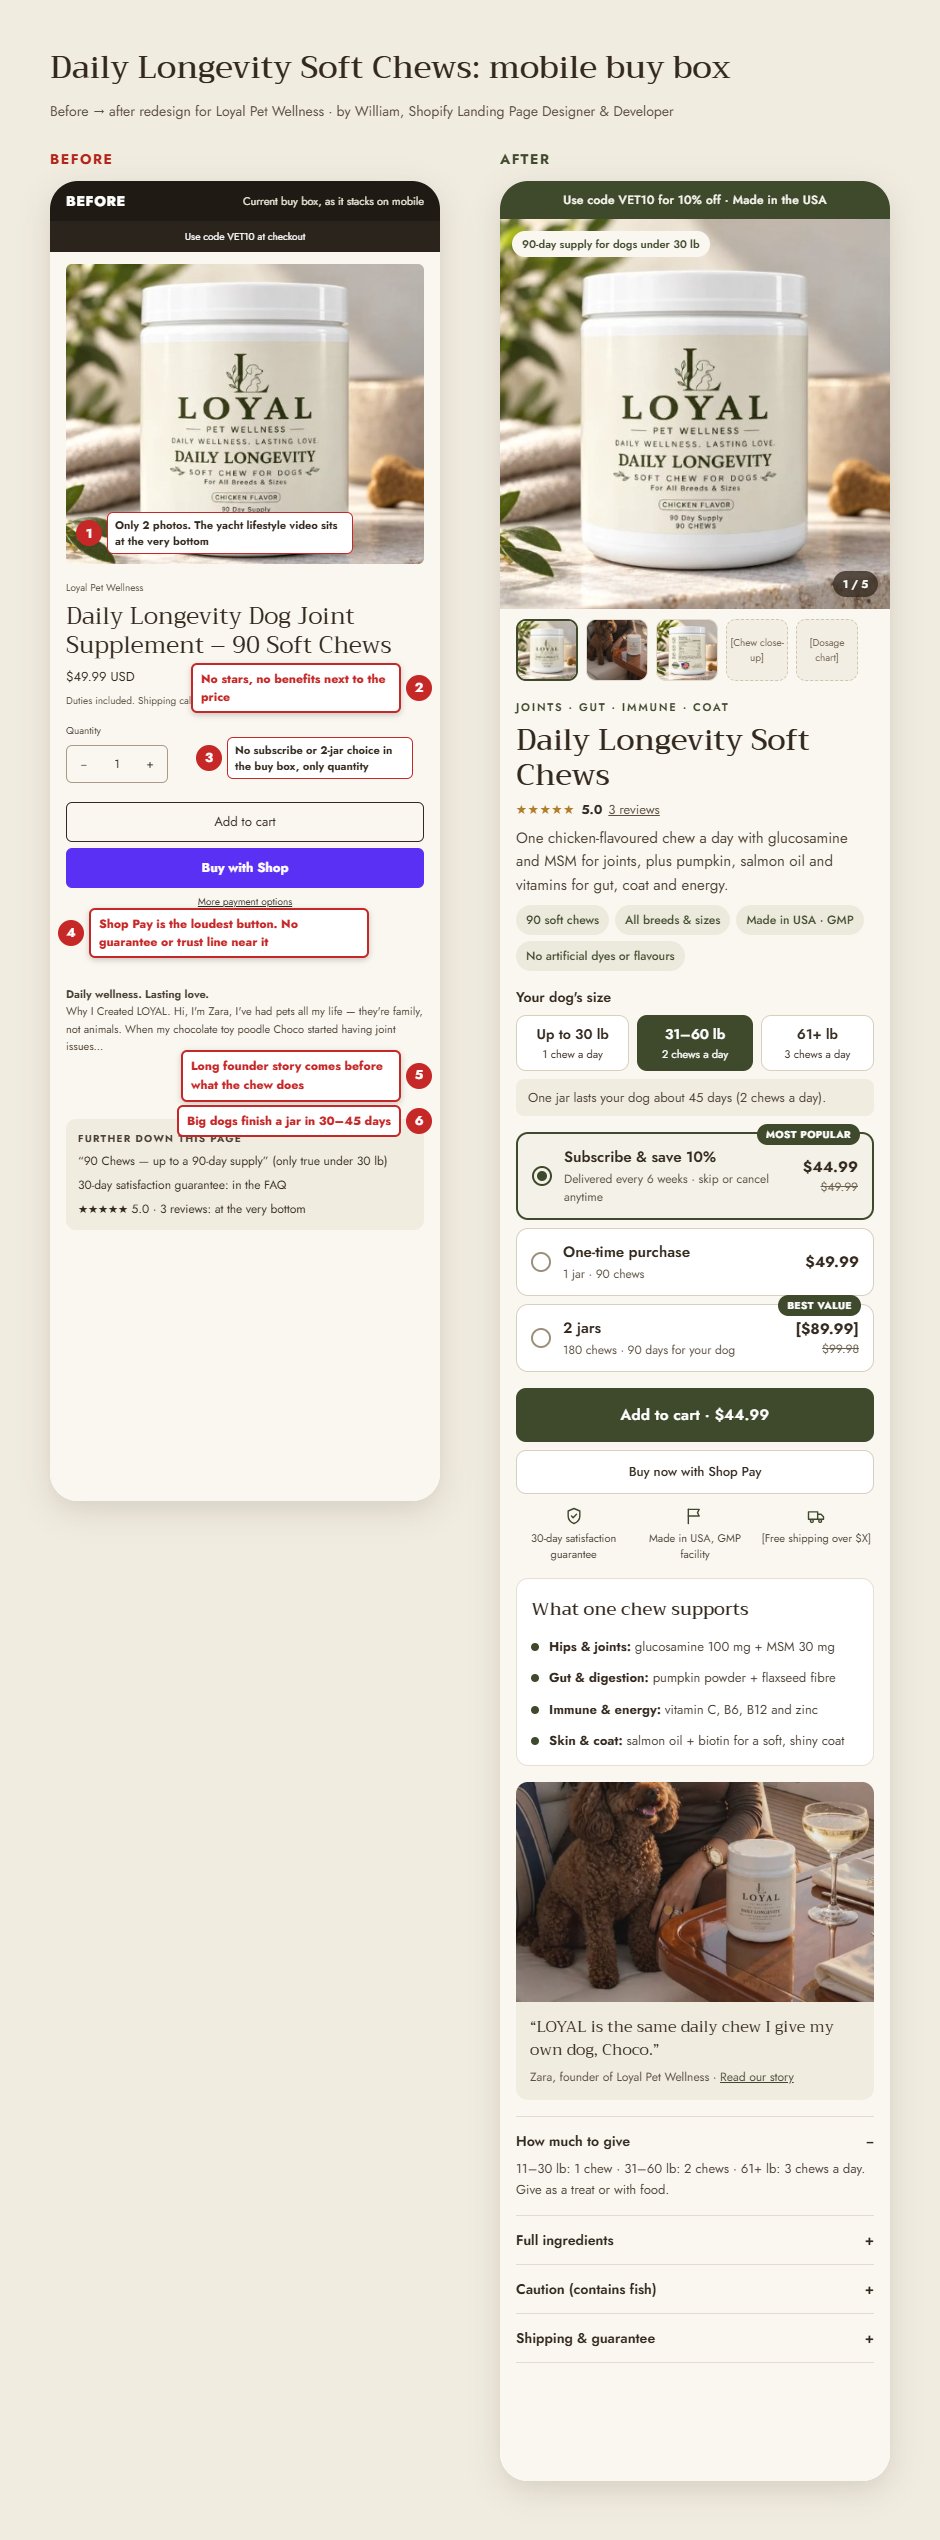 Daily Longevity Soft Chews: mobile buy box
Before → after redesign for Loyal Pet Wellness · by William, Shopify Landing Page Designer & Developer
BEFORE
BEFORE
Current buy box, as it stacks on mobile
Use code VET10 at checkout
LOYAL
PET WELLNESS
DAILY WELLNESS. LASTING LOVE.
DAILY LONGEVITY
SOFT CHEW FOR DOGS
For All Breeds & Sizes
CHICKEN FLAVOR
90 Day Supply
1
Only 2 photos. The yacht lifestyle video sits
at the very bottom
Loyal Pet Wellness
Daily Longevity Dog Joint
Supplement – 90 Soft Chews
$49.99 USD
Duties included. Shipping
No stars, no benefits next to the
price
2
Quantity
– 1 +
3
No subscribe or 2-jar choice in
the buy box, only quantity
Add to cart
Buy with Shop
More payment options
4
Shop Pay is the loudest button. No
guarantee or trust line near it
Daily wellness. Lasting love.
Why I Created LOYAL. Hi, I'm Zara, I've had pets all my life — they're family,
not animals. When my chocolate toy poodle Choco started having joint
issues...
Long founder story comes before
what the chew does
5
Big dogs finish a jar in 30–45 days
6
FURTHER DOWN THIS PAGE
“90 Chews — up to a 90-day supply” (only true under 30 lb)
30-day satisfaction guarantee: in the FAQ
★★★★★ 5.0 · 3 reviews: at the very bottom
AFTER
Use code VET10 for 10% off · Made in the USA
90-day supply for dogs under 30 lb
LOYAL
PET WELLNESS
DAILY WELLNESS. LASTING LOVE.
DAILY LONGEVITY
SOFT CHEW FOR DOGS
For All Breeds & Sizes
CHICKEN FLAVOR
90 Day Supply
90 CHEWS
1 / 5
[Chew close-
up]
[Dosage
chart]
JOINTS · GUT · IMMUNE · COAT
Daily Longevity Soft
Chews
★★★★★ 5.0 3 reviews
One chicken-flavoured chew a day with glucosamine
and MSM for joints, plus pumpkin, salmon oil and
vitamins for gut, coat and energy.
90 soft chews
All breeds & sizes
Made in USA · GMP
No artificial dyes or flavours
Your dog's size
Up to 30 lb
1 chew a day
31–60 lb
2 chews a day
61+ lb
3 chews a day
One jar lasts your dog about 45 days (2 chews a day).
MOST POPULAR
Subscribe & save 10%
Delivered every 6 weeks · skip or cancel
anytime
$44.99
$49.99
One-time purchase
1 jar · 90 chews
$49.99
BEST VALUE
2 jars
180 chews · 90 days for your dog
[$89.99]
$99.98
Add to cart · $44.99
Buy now with Shop Pay
30-day satisfaction
guarantee
Made in USA, GMP
facility
[Free shipping over $X]
What one chew supports
Hips & joints: glucosamine 100 mg + MSM 30 mg
Gut & digestion: pumpkin powder + flaxseed fibre
Immune & energy: vitamin C, B6, B12 and zinc
Skin & coat: salmon oil + biotin for a soft, shiny coat
LOYAL
“LOYAL is the same daily chew I give my
own dog, Choco.”
Zara, founder of Loyal Pet Wellness · Read our story
How much to give –
11–30 lb: 1 chew · 31–60 lb: 2 chews · 61+ lb: 3 chews a day.
Give as a treat or with food.
Full ingredients +
Caution (contains fish) +
Shipping & guarantee +